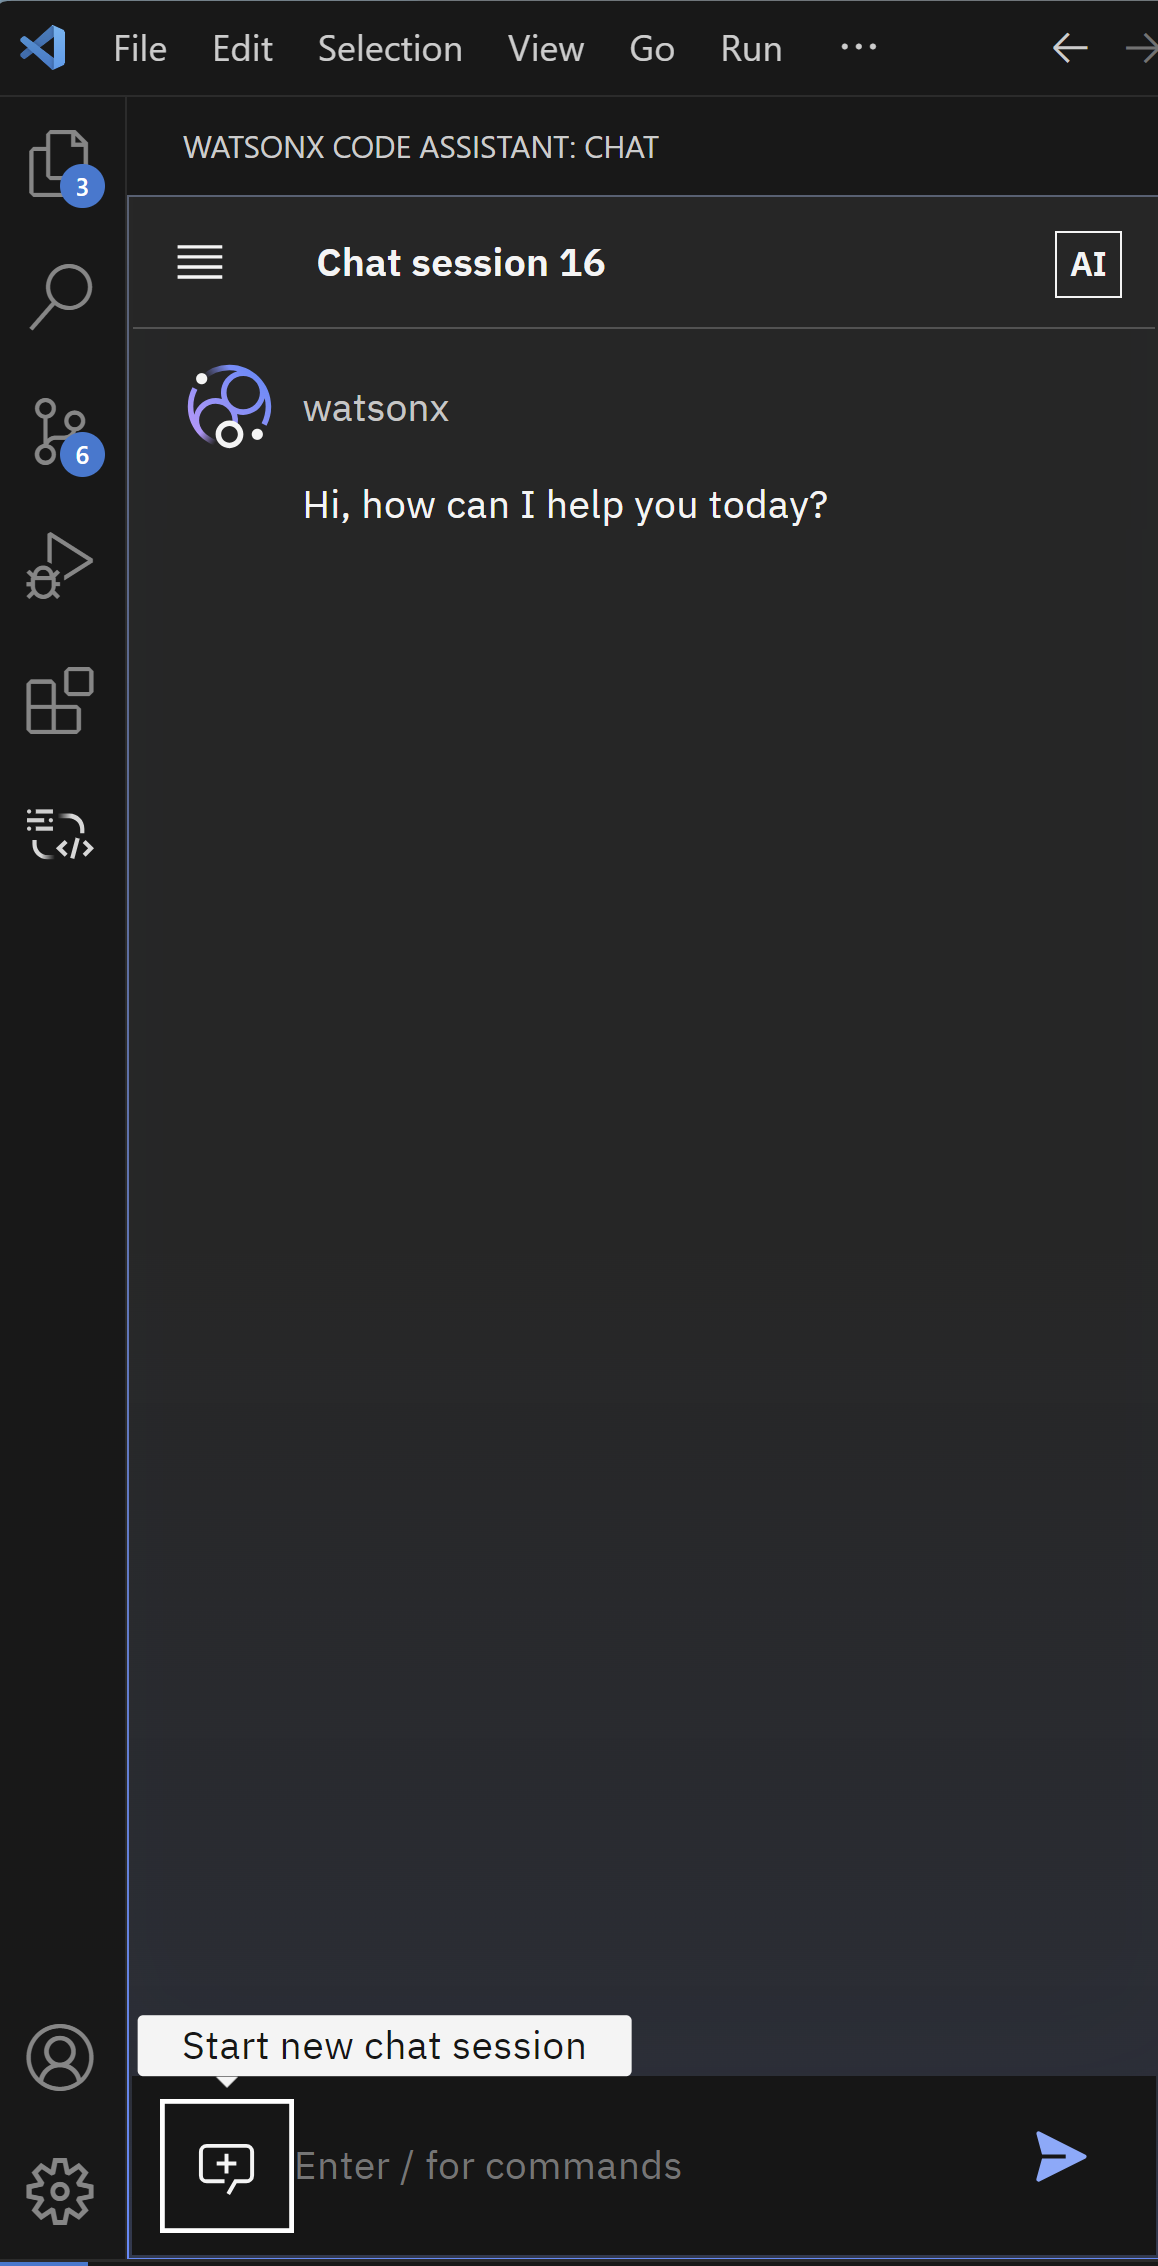 File Edit Selection View Go Run ···
WATSONX CODE ASSISTANT: CHAT
3
Chat session 16
AI
watsonx
6
Hi, how can I help you today?
Start new chat session
Enter / for commands